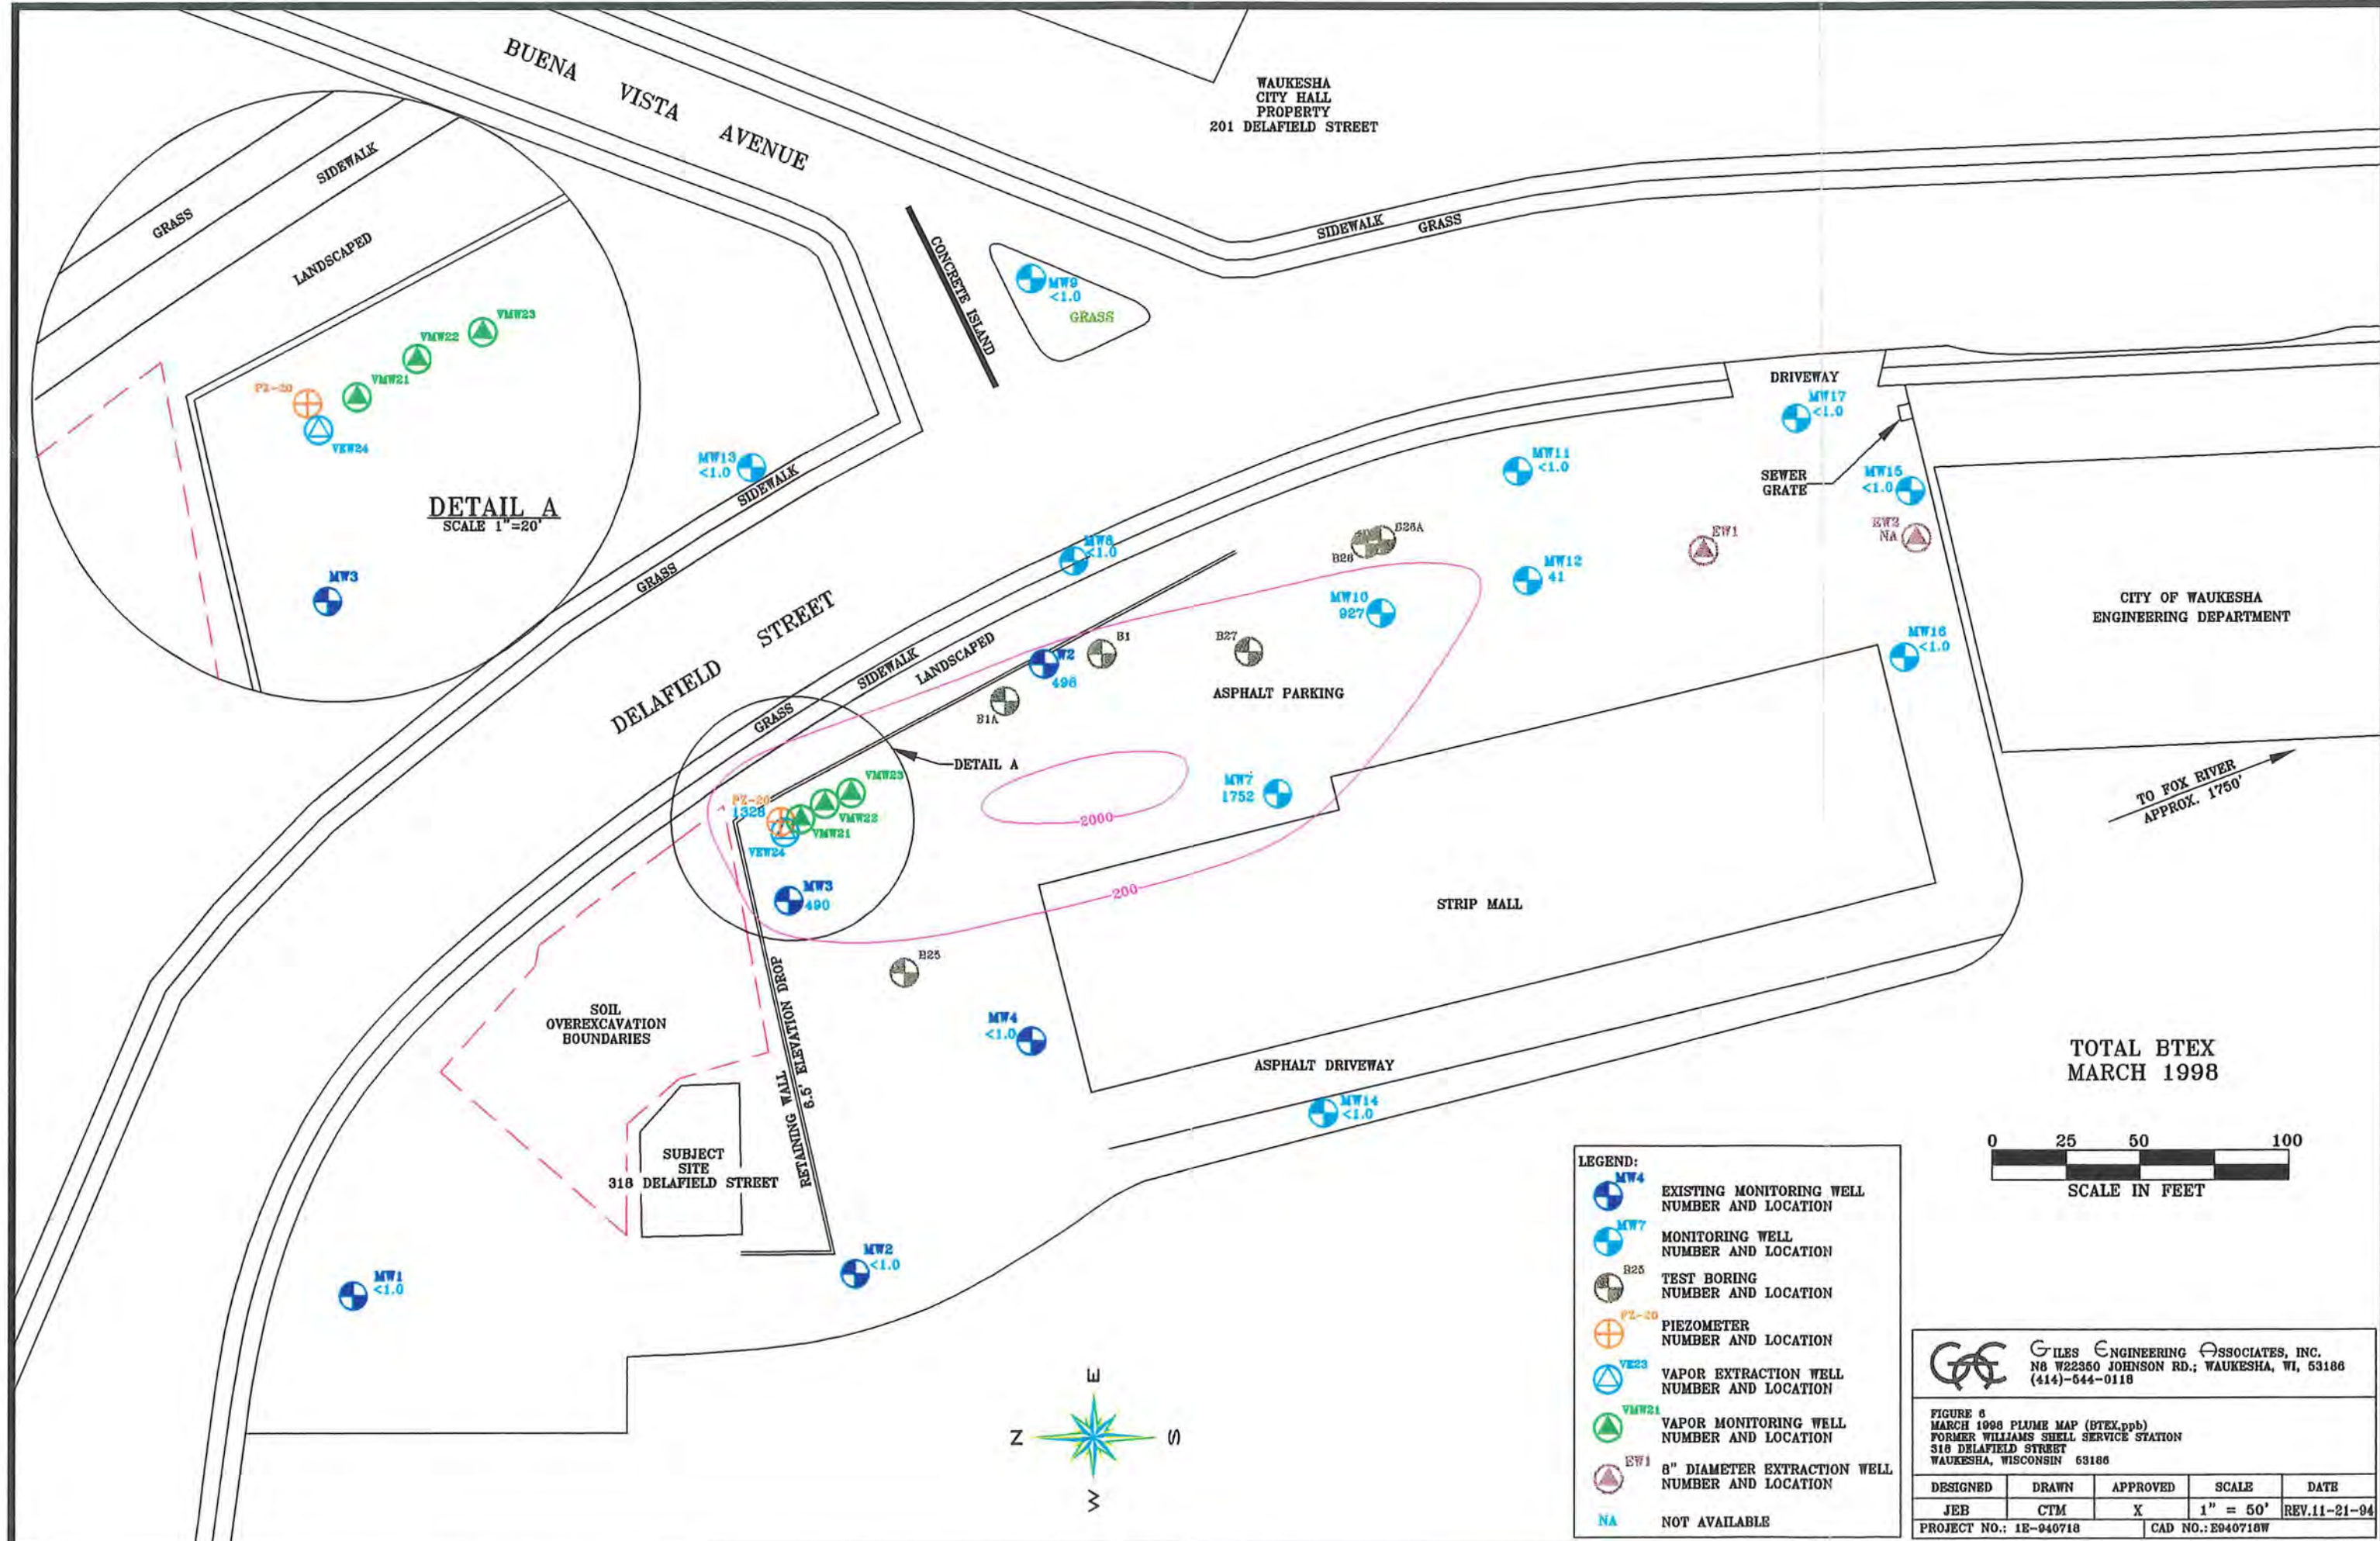 BUENA VISTA AVENUE
WAUKESHA
CITY HALL
PROPERTY
201 DELAFIELD STREET
SIDEWALK
GRASS
LANDSCAPED
VMW23
VMW22
VMW21
PZ-20
VEW24
DETAIL A
SCALE 1"=20'
MW3
CONCRETE ISLAND
MW9
<1.0
GRASS
SIDEWALK
GRASS
MW13
<1.0
SIDEWALK
GRASS
DELAFIELD STREET
DRIVEWAY
MW17
<1.0
SEWER
GRATE
MW15
<1.0
EW2
NA
EW1
MW11
<1.0
MW12
41
B26A
B26
MW8
<1.0
MW10
927
B27
B1
W2
496
B1A
ASPHALT PARKING
SIDEWALK
LANDSCAPED
GRASS
DETAIL A
MW16
<1.0
CITY OF WAUKESHA
ENGINEERING DEPARTMENT
TO FOX RIVER
APPROX. 1750'
PZ-20
1328
VMW23
VMW22
VMW21
VEW24
MW3
490
MW7
1752
2000
200
STRIP MALL
B25
MW4
<1.0
SOIL
OVEREXCAVATION
BOUNDARIES
RETAINING WALL
6.5' ELEVATION DROP
ASPHALT DRIVEWAY
MW14
<1.0
SUBJECT
SITE
318 DELAFIELD STREET
MW1
<1.0
MW2
<1.0
E
N
S
W
TOTAL BTEX
MARCH 1998
0 25 50 100
SCALE IN FEET
LEGEND:
MW4
EXISTING MONITORING WELL
NUMBER AND LOCATION
MW7
MONITORING WELL
NUMBER AND LOCATION
B25
TEST BORING
NUMBER AND LOCATION
PZ-20
PIEZOMETER
NUMBER AND LOCATION
VE23
VAPOR EXTRACTION WELL
NUMBER AND LOCATION
VMW21
VAPOR MONITORING WELL
NUMBER AND LOCATION
EW1
8" DIAMETER EXTRACTION WELL
NUMBER AND LOCATION
NA NOT AVAILABLE
GILES ENGINEERING ASSOCIATES, INC.
N8 W22350 JOHNSON RD.; WAUKESHA, WI, 53186
(414)-544-0118
FIGURE 6
MARCH 1998 PLUME MAP (BTEX,ppb)
FORMER WILLIAMS SHELL SERVICE STATION
318 DELAFIELD STREET
WAUKESHA, WISCONSIN 53186
DESIGNED DRAWN APPROVED SCALE DATE
JEB CTM X 1" = 50' REV.11-21-94
PROJECT NO.: 1E-940718 CAD NO.:E940718W